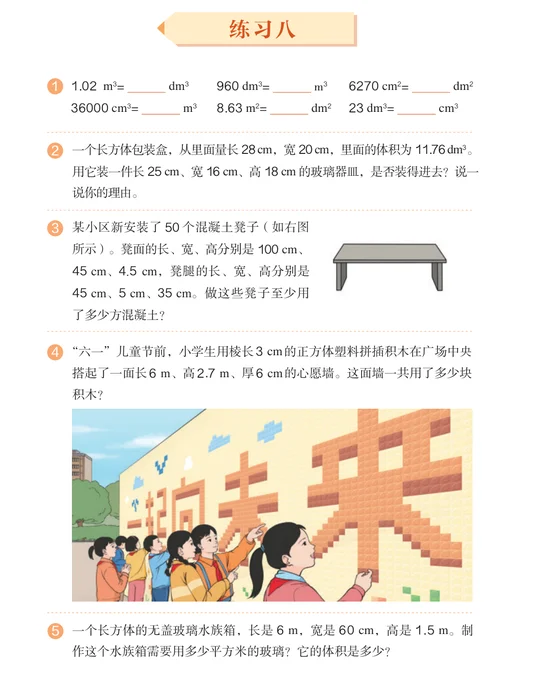 练习八
1 1.02 m³=______ dm³ 960 dm³=______ m³ 6270 cm²=______ dm²
36000 cm³=______ m³ 8.63 m²=______ dm² 23 dm³=______ cm³
2 一个长方体包装盒，从里面量长 28 cm，宽 20 cm，里面的体积为 11.76 dm³。
用它装一件长 25 cm、宽 16 cm、高 18 cm 的玻璃器皿，是否装得进去？说一
说你的理由。
3 某小区新安装了 50 个混凝土凳子（如右图
所示）。凳面的长、宽、高分别是 100 cm、
45 cm、4.5 cm，凳腿的长、宽、高分别是
45 cm、5 cm、35 cm。做这些凳子至少用
了多少方混凝土？
4 “六一”儿童节前，小学生用棱长 3 cm 的正方体塑料拼插积木在广场中央
搭起了一面长 6 m、高 2.7 m、厚 6 cm 的心愿墙。这面墙一共用了多少块
积木？
一起向未来
5 一个长方体的无盖玻璃水族箱，长是 6 m，宽是 60 cm，高是 1.5 m。制
作这个水族箱需要用多少平方米的玻璃？它的体积是多少？